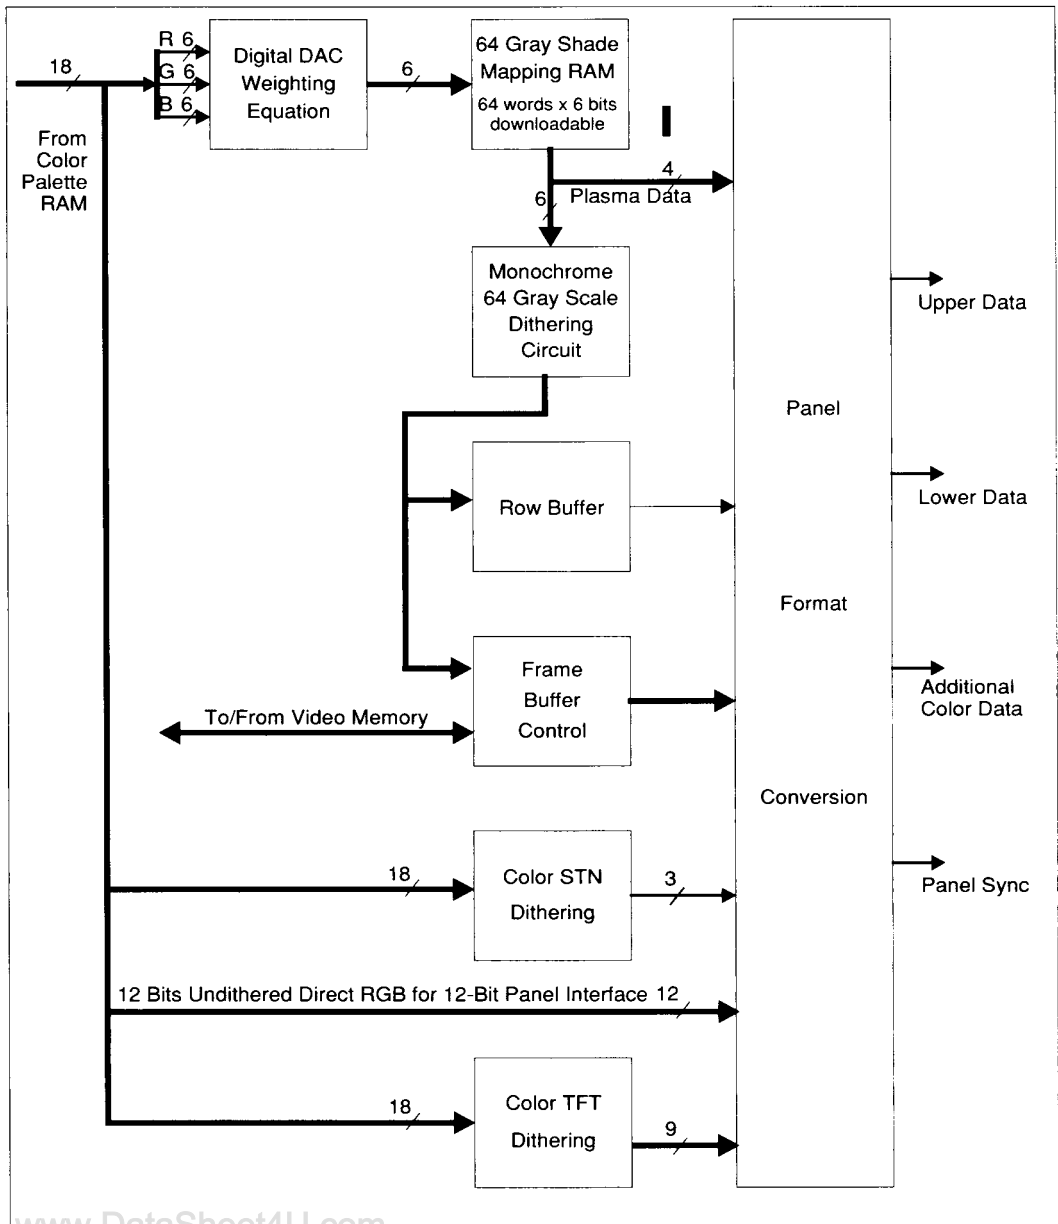 18
R 6
G 6
B 6
Digital DAC
Weighting
Equation
6
64 Gray Shade
Mapping RAM
64 words x 6 bits
downloadable
From
Color
Palette
RAM
4
Plasma Data
6
Monochrome
64 Gray Scale
Dithering
Circuit
Upper Data
Panel
Row Buffer
Lower Data
Format
Frame
Buffer
Control
To/From Video Memory
Additional
Color Data
Conversion
18
Color STN
Dithering
3
Panel Sync
12 Bits Undithered Direct RGB for 12-Bit Panel Interface 12
18
Color TFT
Dithering
9
www.DataSheet4U.com